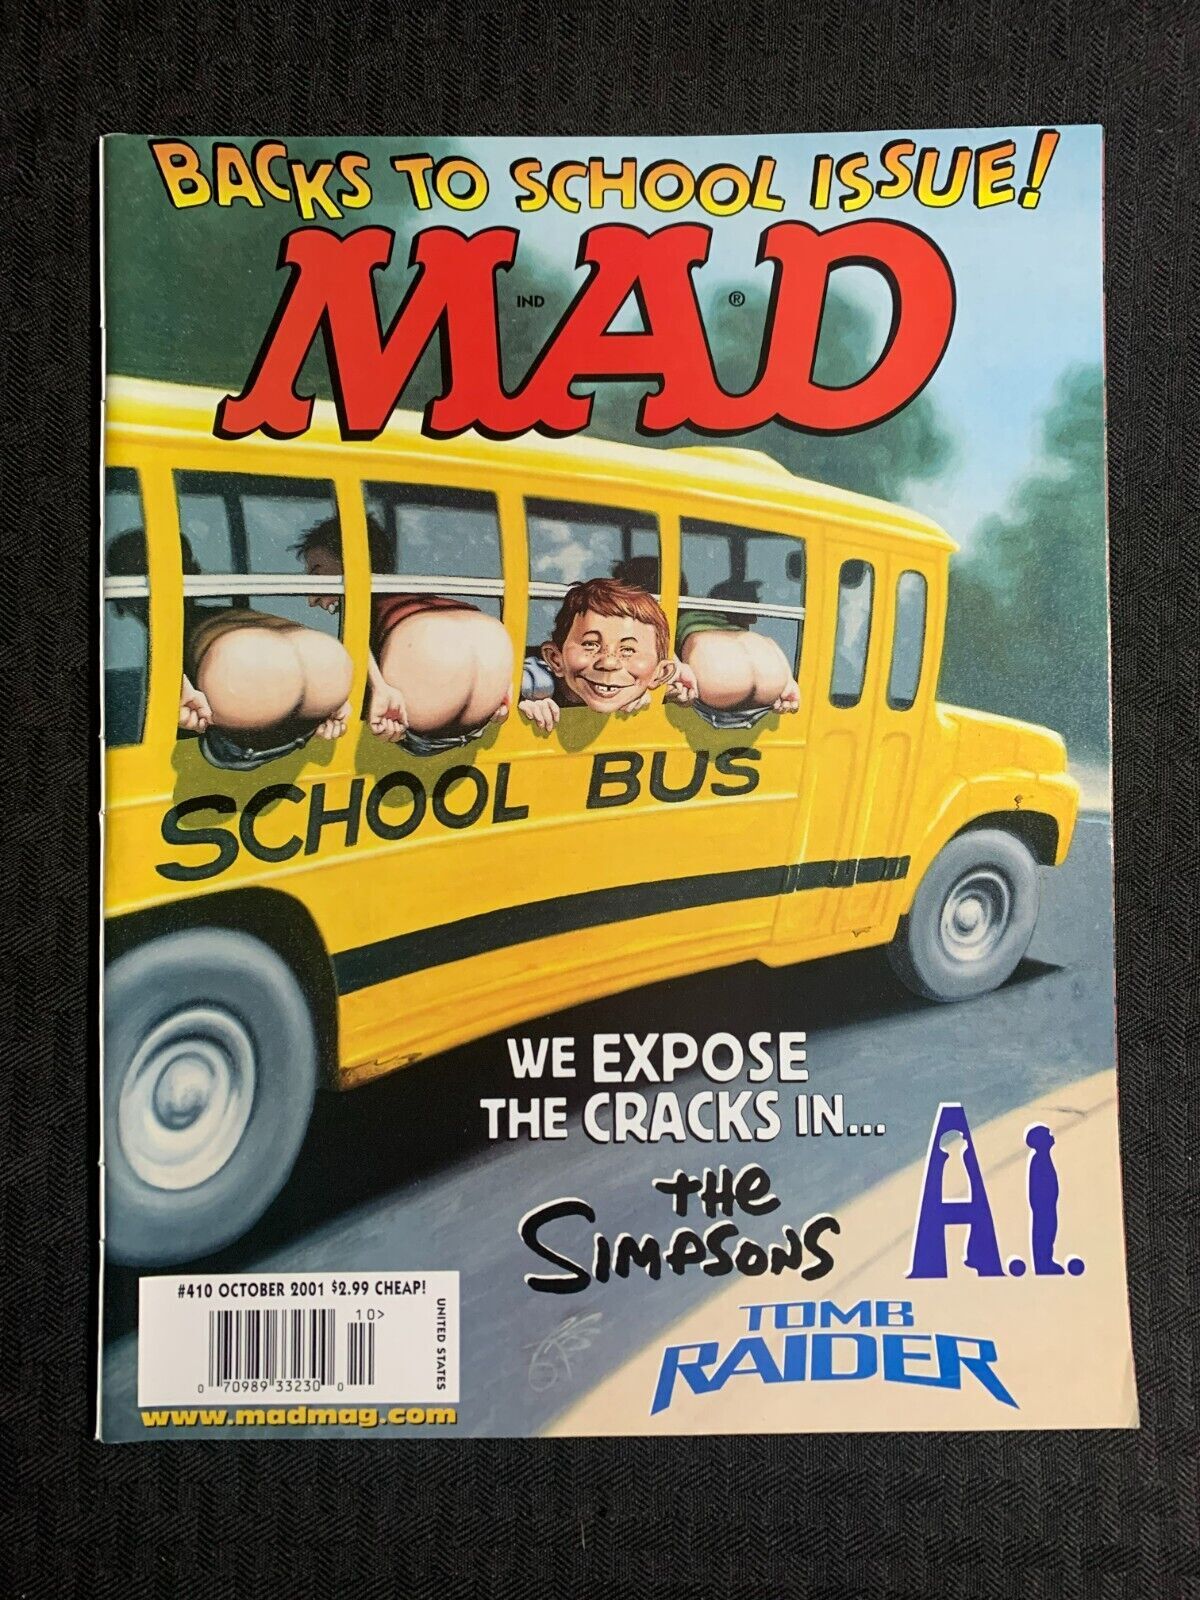 BACKS TO SCHOOL ISSUE!
MAD
IND ®
SCHOOL BUS
WE EXPOSE
THE CRACKS IN...
THE
SIMPSONS
A.I.
TOMB
RAIDER
#410 OCTOBER 2001 $2.99 CHEAP!
10>
0 70989 33230 0
UNITED STATES
www.madmag.com